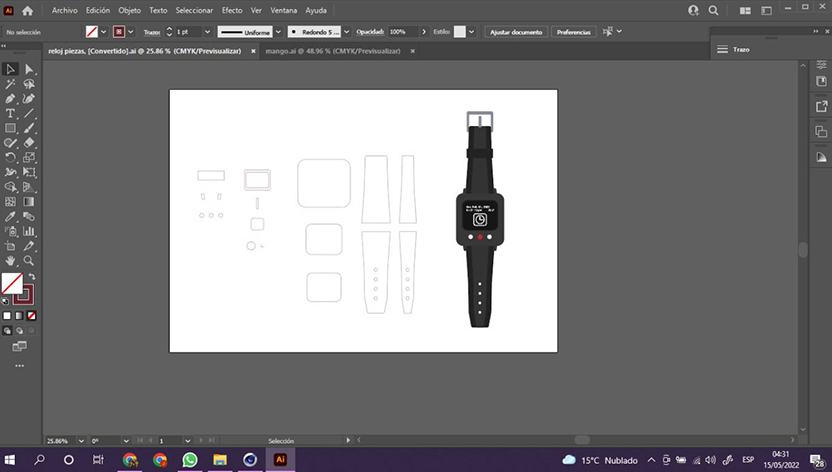 Ai Archivo Edición Objeto Texto Seleccionar Efecto Ver Ventana Ayuda
No selección Trazo: 1 pt Uniforme Redondo 5 ... Opacidad: 100% Estilo: Ajustar documento Preferencias
reloj piezas, [Convertido].ai @ 25.86 % (CMYK/Previsualizar) × mango.ai @ 48.96 % (CMYK/Previsualizar) ×
Trazo
25.86% 0° 1 Selección
Ai 15°C Nublado ESP 04:31
15/05/2022
28